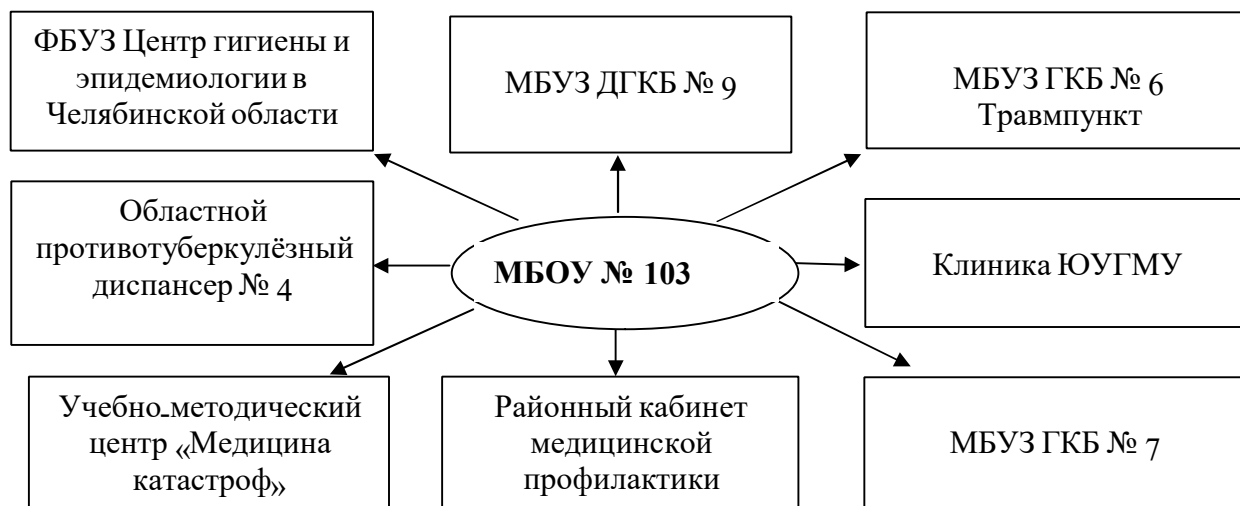 ФБУЗ Центр гигиены и
эпидемиологии в
Челябинской области
МБУЗ ДГКБ № 9
МБУЗ ГКБ № 6
Травмпункт
Областной
противотуберкулёзный
диспансер № 4
МБОУ № 103
Клиника ЮУГМУ
Учебно-методический
центр «Медицина
катастроф»
Районный кабинет
медицинской
профилактики
МБУЗ ГКБ № 7